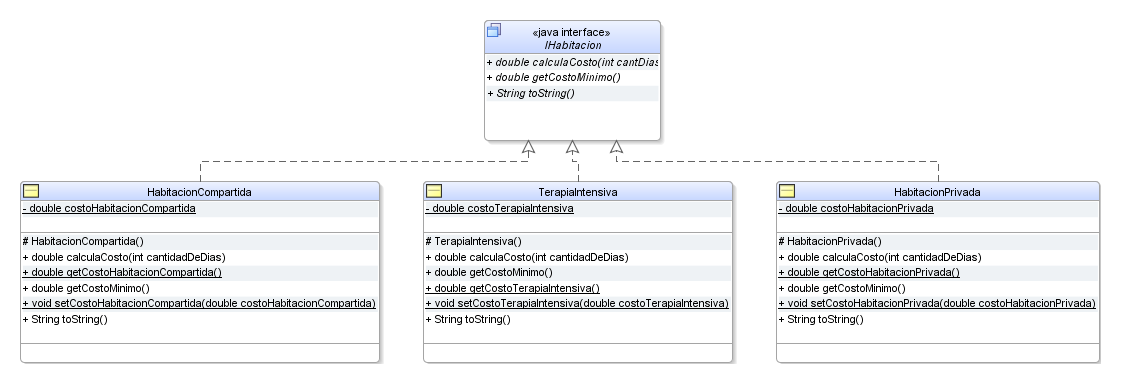 «java interface»
IHabitacion
+ double calculaCosto(int cantDias
+ double getCostoMinimo()
+ String toString()
HabitacionCompartida
- double costoHabitacionCompartida
# HabitacionCompartida()
+ double calculaCosto(int cantidadDeDias)
+ double getCostoHabitacionCompartida()
+ double getCostoMinimo()
+ void setCostoHabitacionCompartida(double costoHabitacionCompartida)
+ String toString()
TerapiaIntensiva
- double costoTerapiaIntensiva
# TerapiaIntensiva()
+ double calculaCosto(int cantidadDeDias)
+ double getCostoMinimo()
+ double getCostoTerapiaIntensiva()
+ void setCostoTerapiaIntensiva(double costoTerapiaIntensiva)
+ String toString()
HabitacionPrivada
- double costoHabitacionPrivada
# HabitacionPrivada()
+ double calculaCosto(int cantidadDeDias)
+ double getCostoHabitacionPrivada()
+ double getCostoMinimo()
+ void setCostoHabitacionPrivada(double costoHabitacionPrivada)
+ String toString()